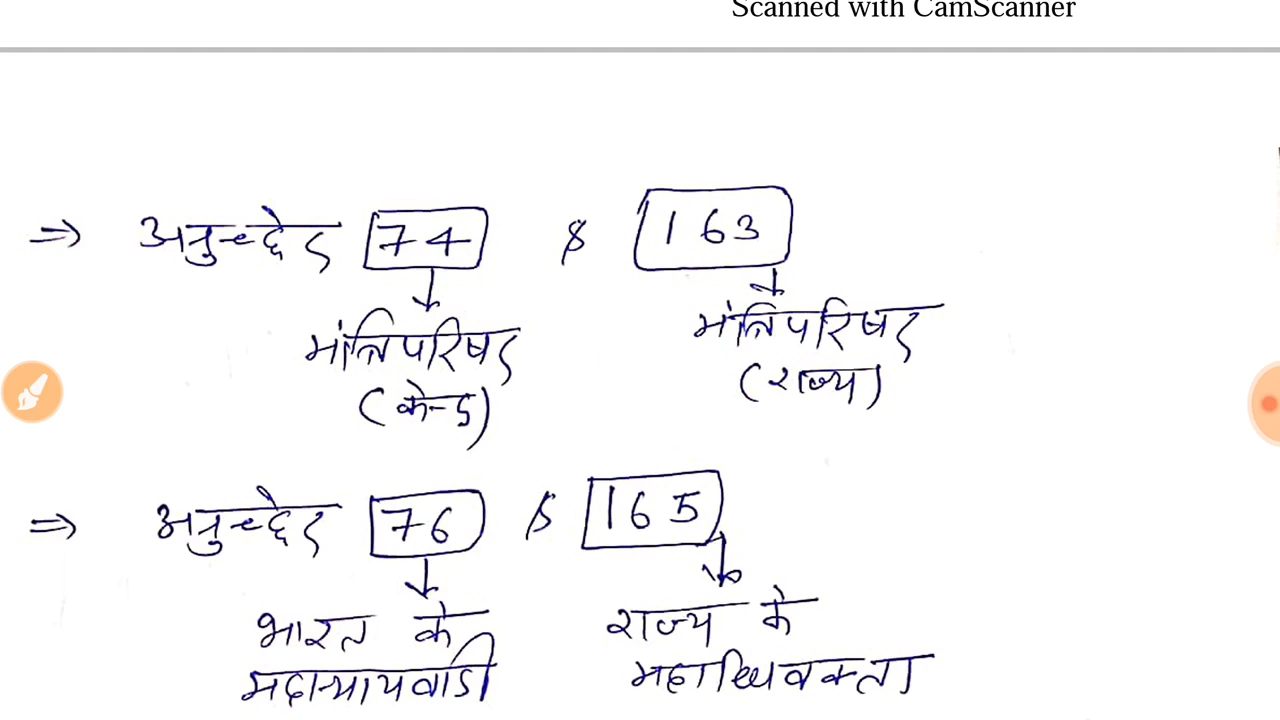 Scanned with CamScanner
⇒ अनुच्छेद 74 & 163
मंत्रिपरिषद मंत्रिपरिषद
(केन्द्र) (राज्य)
⇒ अनुच्छेद 76 & 165
भारत के राज्य के
महान्यायवादी महाधिवक्ता